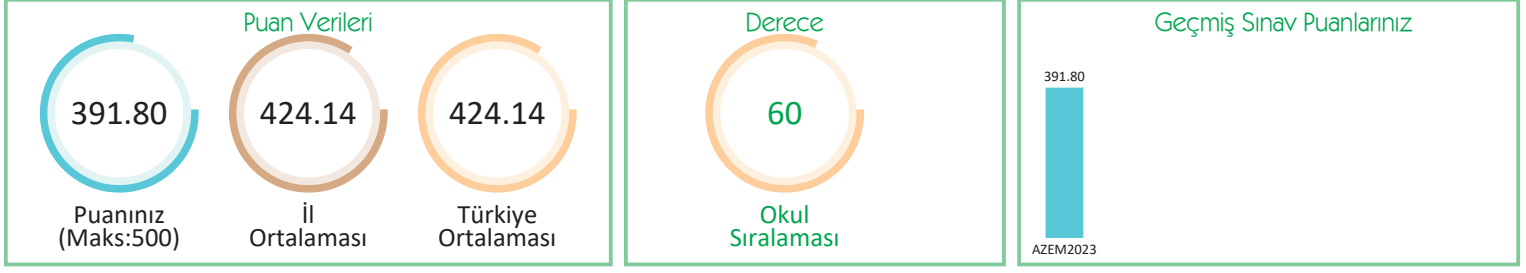 Puan Verileri
391.80
424.14
424.14
Puanınız
(Maks:500)
İl
Ortalaması
Türkiye
Ortalaması
Derece
60
Okul
Sıralaması
Geçmiş Sınav Puanlarınız
391.80
AZEM2023